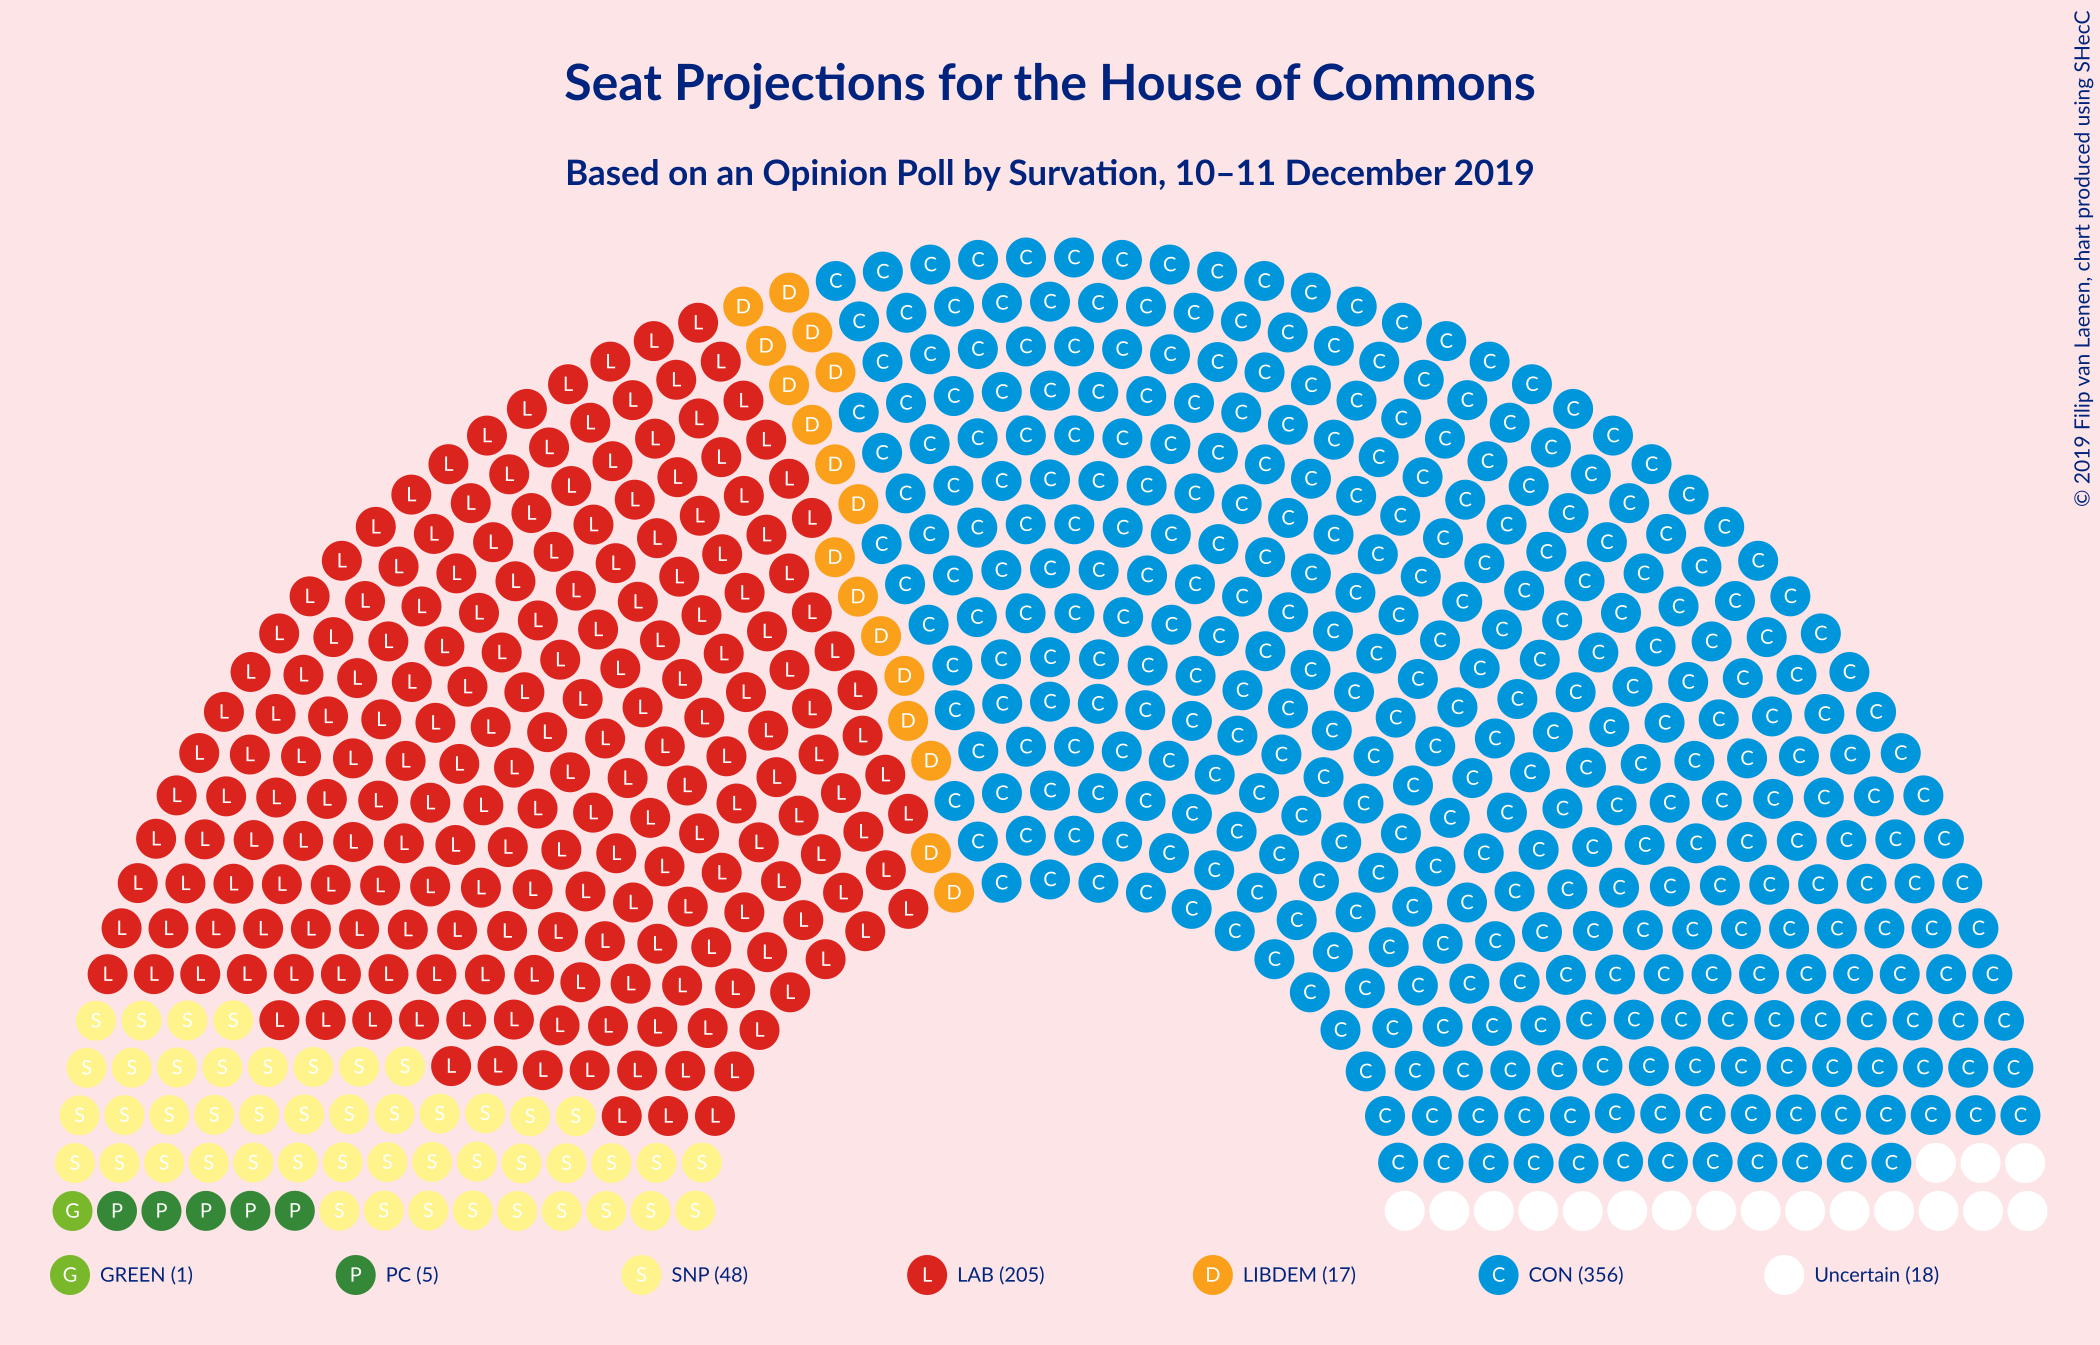 Seat Projections for the House of Commons
Based on an Opinion Poll by Survation, 10–11 December 2019
© 2019 Filip van Laenen, chart produced using SHecC
G GREEN (1)
P PC (5)
S SNP (48)
L LAB (205)
D LIBDEM (17)
C CON (356)
Uncertain (18)